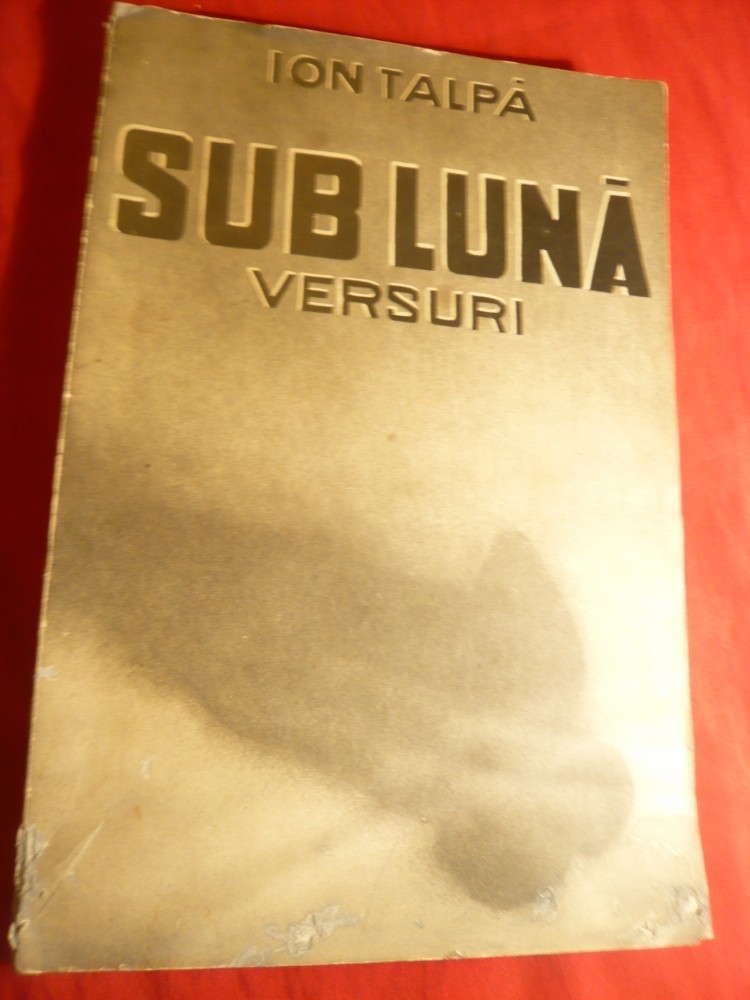 ION TALPĂ
SUB LUNĂ
VERSURI